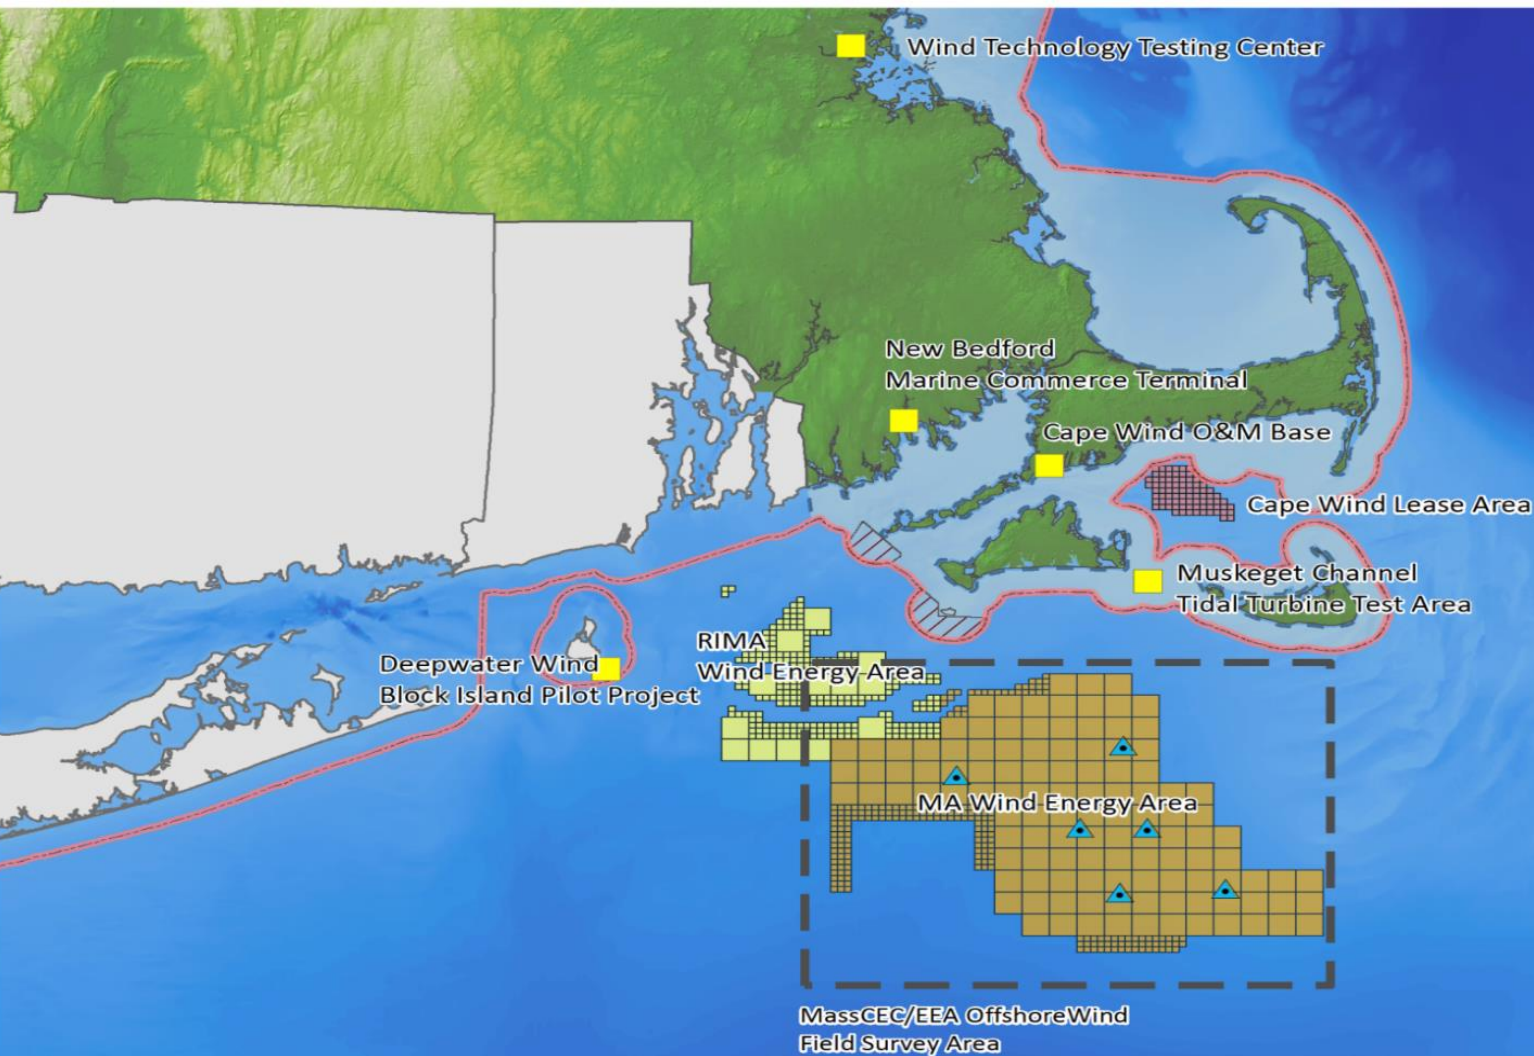 Wind Technology Testing Center
New Bedford
Marine Commerce Terminal
Cape Wind O&M Base
Cape Wind Lease Area
Muskeget Channel
Tidal Turbine Test Area
RIMA
Wind Energy Area
Deepwater Wind
Block Island Pilot Project
MA Wind Energy Area
MassCEC/EEA OffshoreWind
Field Survey Area